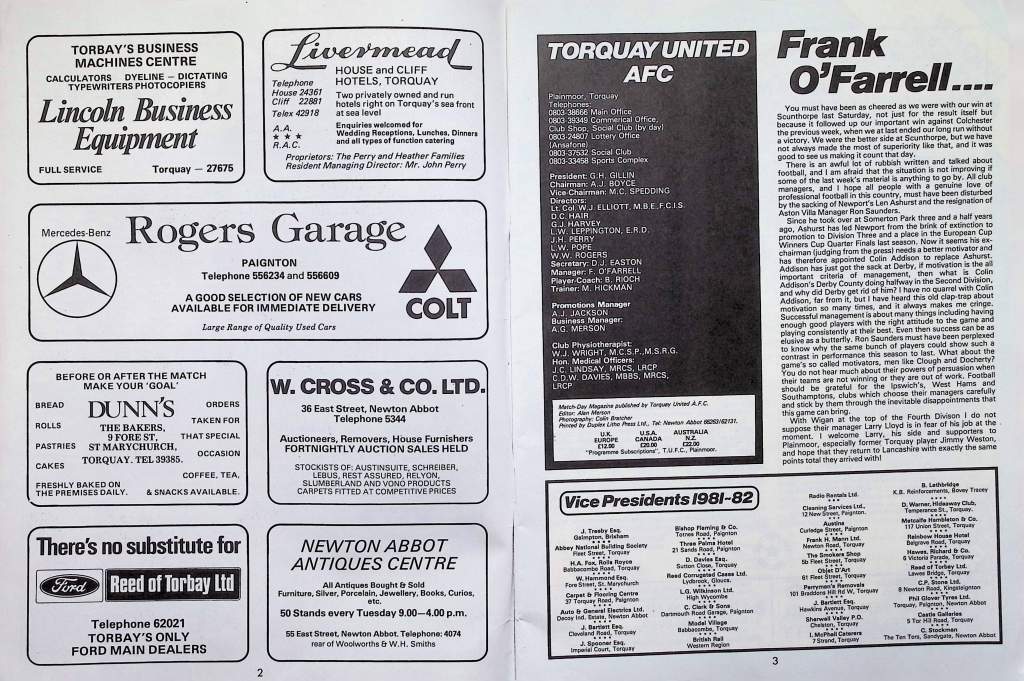 TORBAY'S BUSINESS
MACHINES CENTRE
CALCULATORS DYELINE – DICTATING
TYPEWRITERS PHOTOCOPIERS
Lincoln Business
Equipment
FULL SERVICE Torquay – 27675
Livermead
HOUSE and CLIFF
HOTELS, TORQUAY
Telephone
House 24361
Cliff 22881
Telex 42918
A.A.
★ ★ ★
R.A.C.
Two privately owned and run
hotels right on Torquay's sea front
at sea level
Enquiries welcomed for
Wedding Receptions, Lunches, Dinners
and all types of function catering
Proprietors: The Perry and Heather Families
Resident Managing Director: Mr. John Perry
Mercedes-Benz
Rogers Garage
PAIGNTON
Telephone 556234 and 556609
A GOOD SELECTION OF NEW CARS
AVAILABLE FOR IMMEDIATE DELIVERY
Large Range of Quality Used Cars
COLT
BEFORE OR AFTER THE MATCH
MAKE YOUR 'GOAL'
BREAD
ROLLS
PASTRIES
CAKES
FRESHLY BAKED ON
THE PREMISES DAILY.
DUNN'S
THE BAKERS,
9 FORE ST,
ST MARYCHURCH,
TORQUAY. TEL 39385.
ORDERS
TAKEN FOR
THAT SPECIAL
OCCASION
COFFEE, TEA,
& SNACKS AVAILABLE.
W. CROSS & CO. LTD.
36 East Street, Newton Abbot
Telephone 5344
Auctioneers, Removers, House Furnishers
FORTNIGHTLY AUCTION SALES HELD
STOCKISTS OF: AUSTINSUITE, SCHREIBER,
LEBUS, REST ASSURED, RELYON,
SLUMBERLAND AND VONO PRODUCTS
CARPETS FITTED AT COMPETITIVE PRICES
There's no substitute for
Ford
Reed of Torbay Ltd
Telephone 62021
TORBAY'S ONLY
FORD MAIN DEALERS
NEWTON ABBOT
ANTIQUES CENTRE
All Antiques Bought & Sold
Furniture, Silver, Porcelain, Jewellery, Books, Curios,
etc.
50 Stands every Tuesday 9.00–4.00 p.m.
55 East Street, Newton Abbot. Telephone: 4074
rear of Woolworths & W.H. Smiths
2
TORQUAY UNITED
AFC
Plainmoor, Torquay
Telephones:
0803-38666 Main Office
0803-39349 Commerical Office,
Club Shop, Social Club (by day)
0803-24807 Lottery Office
(Ansafone)
0803-37532 Social Club
0803-33458 Sports Complex
President: G.H. GILLIN
Chairman: A.J. BOYCE
Vice-Chairman: M.C. SPEDDING
Directors:
Lt. Col. W.J. ELLIOTT, M.B.E., F.C.I.S.
D.C. HAIR
G.J. HARVEY
L.W. LEPPINGTON, E.R.D.
J.H. PERRY
L.W. POPE
W.W. ROGERS
Secretary: D.J. EASTON
Manager: F. O'FARRELL
Player-Coach: B. RIOCH
Trainer: M. HICKMAN
Promotions Manager
A.J. JACKSON
Business Manager:
A.G. MERSON
Club Physiotherapist:
W.J. WRIGHT, M.C.S.P.,M.S.R.G.
Hon. Medical Officers:
J.C. LINDSAY, MRCS, LRCP
C.D.W. DAVIES, MBBS, MRCS,
LRCP
Match-Day Magazine published by Torquay United A.F.C.
Editor: Alan Merson
Photography: Colin Bratcher
Printed by Duplex Litho Press Ltd., Tel: Newton Abbot 66263/62131.
U.K. U.S.A. AUSTRALIA
EUROPE CANADA N.Z.
£12.00 £20.00 £22.00
"Programme Subscriptions", T.U.F.C., Plainmoor.
Frank
O'Farrell....
You must have been as cheered as we were with our win at
Scunthorpe last Saturday, not just for the result itself but
because it followed up our important win against Colchester
the previous week, when we at last ended our long run without
a victory. We were the better side at Scunthorpe, but we have
not always made the most of superiority like that, and it was
good to see us making it count that day.
There is an awful lot of rubbish written and talked about
football, and I am afraid that the situation is not improving if
some of the last week's material is anything to go by. All club
managers, and I hope all people with a genuine love of
professional football in this country, must have been disturbed
by the sacking of Newport's Len Ashurst and the resignation of
Aston Villa Manager Ron Saunders.
Since he took over at Somerton Park three and a half years
ago, Ashurst has led Newport from the brink of extinction to
promotion to Division Three and a place in the European Cup
Winners Cup Quarter Finals last season. Now it seems his ex-
chairman (judging from the press) needs a better motivator and
has therefore appointed Colin Addison to replace Ashurst.
Addison has just got the sack at Derby, if motivation is the all
important criteria of management, then what is Colin
Addison's Derby County doing halfway in the Second Division,
and why did Derby get rid of him? I have no quarrel with Colin
Addison, far from it, but I have heard this old clap-trap about
motivation so many times, and it always makes me cringe.
Successful management is about many things including having
enough good players with the right attitude to the game and
playing consistently at their best. Even then success can be as
elusive as a butterfly. Ron Saunders must have been perplexed
to know why the same bunch of players could show such a
contrast in performance this season to last. What about the
game's so called motivators, men like Clough and Docherty?
You do not hear much about their powers of persuasion when
their teams are not winning or they are out of work. Football
should be grateful to the Ipswich's, West Hams and
Southamptons, clubs which choose their managers carefully
and stick by them through the inevitable disappointments that
this game can bring.
With Wigan at the top of the Fourth Divison I do not
suppose their manager Larry Lloyd is in fear of his job at the
moment. I welcome Larry, his side and supporters to
Plainmoor, especially former Torquay player Jimmy Weston,
and hope that they return to Lancashire with exactly the same
points total they arrived with!
Vice Presidents 1981-82
J. Treeby Esq.
Galmpton, Brixham
Abbey National Building Society
Fleet Street, Torquay
H.A. Fox, Rolls Royce
Babbacombe Road, Torquay
W. Hammond Esq.
Fore Street, St. Marychurch
Carpet & Flooring Centre
37 Torquay Road, Paignton
Auto & General Electrics Ltd.
Decoy Ind. Estate, Newton Abbot
J. Bartlett Esq.
Cleveland Road, Torquay
J. Spooner Esq.
Imperial Court, Torquay
Bishop Fleming & Co.
Totnes Road, Paignton
Three Palms Hotel
21 Sands Road, Paignton
J. Davies Esq.
Sutton Close, Torquay
Reed Corrugated Cases Ltd.
Lydbrook, Gloucs.
L.G. Wilkinson Ltd.
High Wycombe
C. Clark & Sons
Dartmouth Road Garage, Paignton
Model Village
Babbacombe, Torquay
British Rail
Western Region
Radio Rentals Ltd.
Cleaning Services Ltd.,
12 New Street, Paignton.
Austins
Curledge Street, Paignton
Frank H. Mann Ltd.
Newton Road, Torquay
The Smokers Shop
5b Fleet Street, Torquay
Objet D'Art
61 Fleet Street, Torquay
Perrymen's Removals
101 Braddons Hill Rd W, Torquay
J. Bartlett Esq.
Hawkins Avenue, Torquay
Sharwell Valley P.O.
Chelston, Torquay
I. McPhail Caterers
7 Strand, Torquay
B. Lethbridge
K.B. Reinforcements, Bovey Tracey
D. Warner, Hideaway Club,
Temperance St., Torquay.
Metcalfe Hambleton & Co.
117 Union Street, Torquay
Rainbow House Hotel
Belgrave Road, Torquay
Hawes, Richard & Co.
6 Victoria Parade, Torquay
Reed of Torbay Ltd.
Lawes Bridge, Torquay
C.P. Stone Ltd.
8 Newton Road, Kingsteignton
Phil Glover Tyres Ltd.
Torquay, Paignton, Newton Abbot
Castle Galleries
5 Tor Hill Road, Torquay
C. Stockman
The Ten Tors, Sandygate, Newton Abbot
3